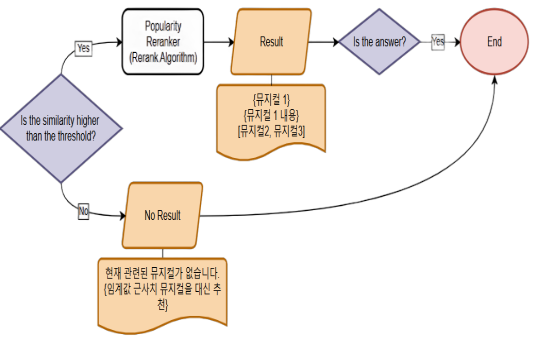 Popularity
Reranker
(Rerank Algorithm)
Yes
Result
Is the answer?
Yes
End
{뮤지컬 1}
{뮤지컬 1 내용}
[뮤지컬2, 뮤지컬3]
Is the similarity higher
than the threshold?
No
No Result
현재 관련된 뮤지컬가 없습니다.
{임계값 근사치 뮤지컬을 대신 추
천}